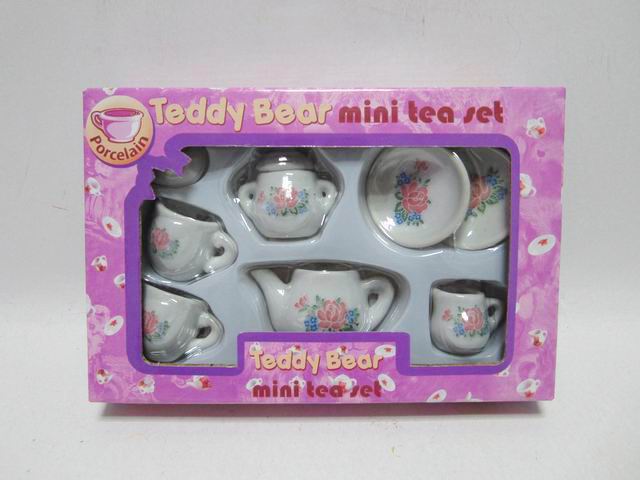 Teddy Bear mini tea set
Porcelain
Teddy Bear
mini tea set